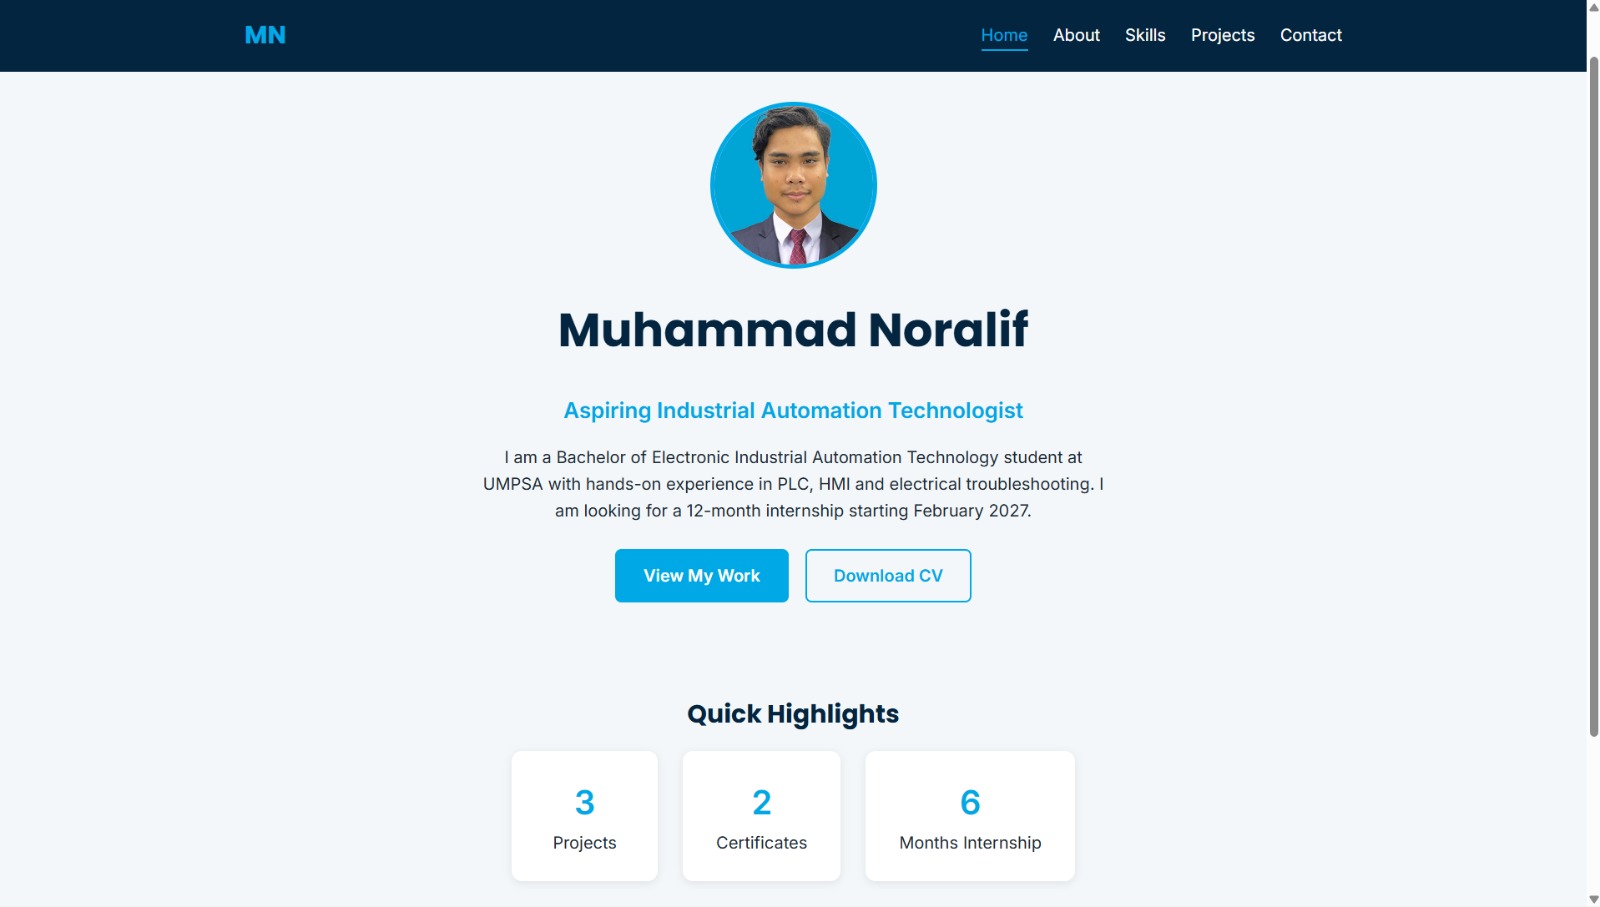 MN
Home About Skills Projects Contact
Muhammad Noralif
Aspiring Industrial Automation Technologist
I am a Bachelor of Electronic Industrial Automation Technology student at
UMPSA with hands-on experience in PLC, HMI and electrical troubleshooting. I
am looking for a 12-month internship starting February 2027.
View My Work Download CV
Quick Highlights
3 2 6
Projects Certificates Months Internship